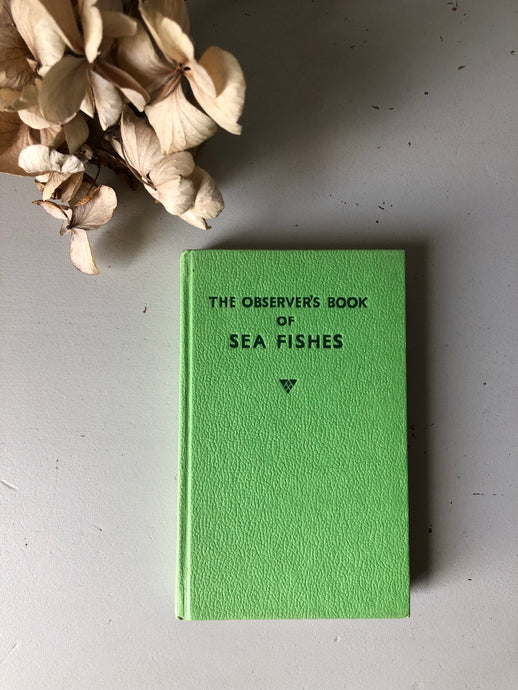 THE OBSERVER'S BOOK
OF
SEA FISHES